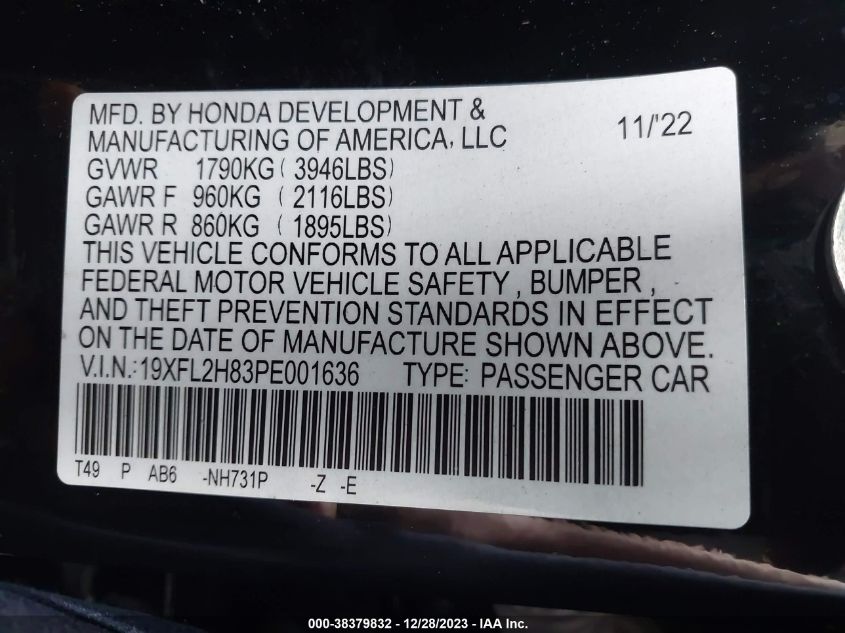 MFD. BY HONDA DEVELOPMENT &
MANUFACTURING OF AMERICA, LLC 11/'22
GVWR 1790KG ( 3946LBS)
GAWR F 960KG ( 2116LBS)
GAWR R 860KG ( 1895LBS)
THIS VEHICLE CONFORMS TO ALL APPLICABLE
FEDERAL MOTOR VEHICLE SAFETY , BUMPER ,
AND THEFT PREVENTION STANDARDS IN EFFECT
ON THE DATE OF MANUFACTURE SHOWN ABOVE.
V.I.N.:19XFL2H83PE001636 TYPE: PASSENGER CAR
T49 P AB6 -NH731P -Z -E
000-38379832 - 12/28/2023 - IAA Inc.